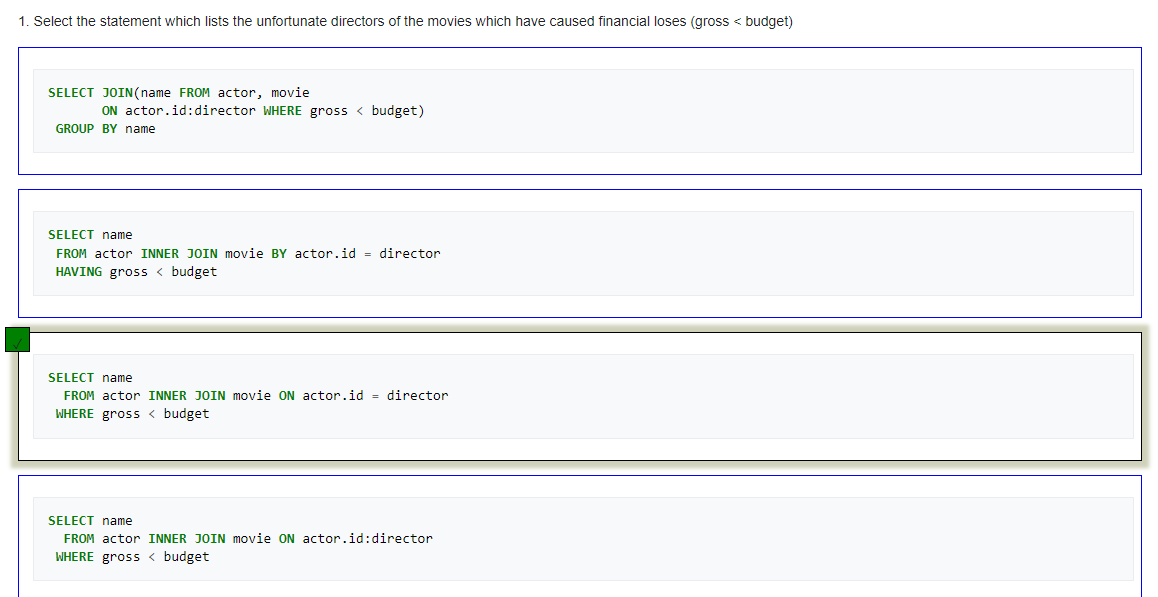 1. Select the statement which lists the unfortunate directors of the movies which have caused financial loses (gross < budget)
SELECT JOIN(name FROM actor, movie
ON actor.id:director WHERE gross < budget)
GROUP BY name
SELECT name
FROM actor INNER JOIN movie BY actor.id = director
HAVING gross < budget
✓
SELECT name
FROM actor INNER JOIN movie ON actor.id = director
WHERE gross < budget
SELECT name
FROM actor INNER JOIN movie ON actor.id:director
WHERE gross < budget